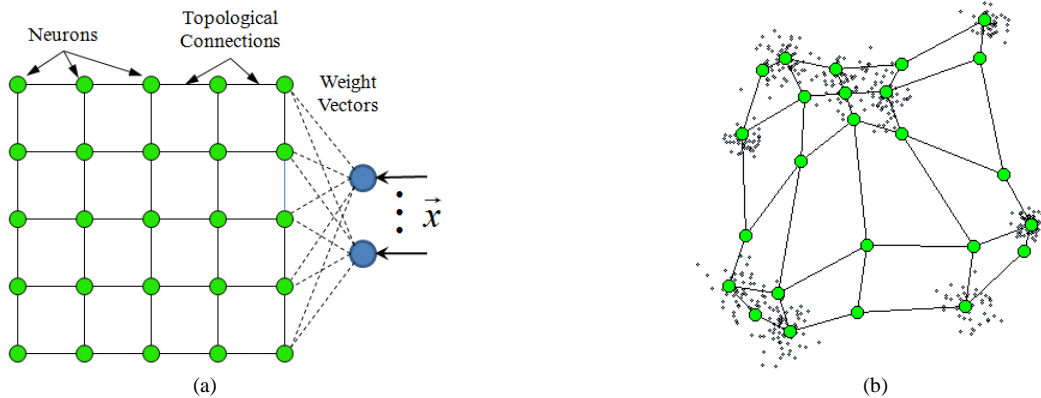 Neurons
Topological
Connections
Weight
Vectors
x⃗
(a)
(b)